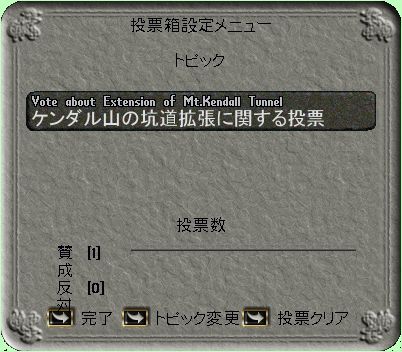 投票箱設定メニュー
トピック
Vote about Extension of Mt.Kendall Tunnel
ケンダル山の坑道拡張に関する投票
投票数
賛成 [1]
反対 [0]
完了 トピック変更 投票クリア